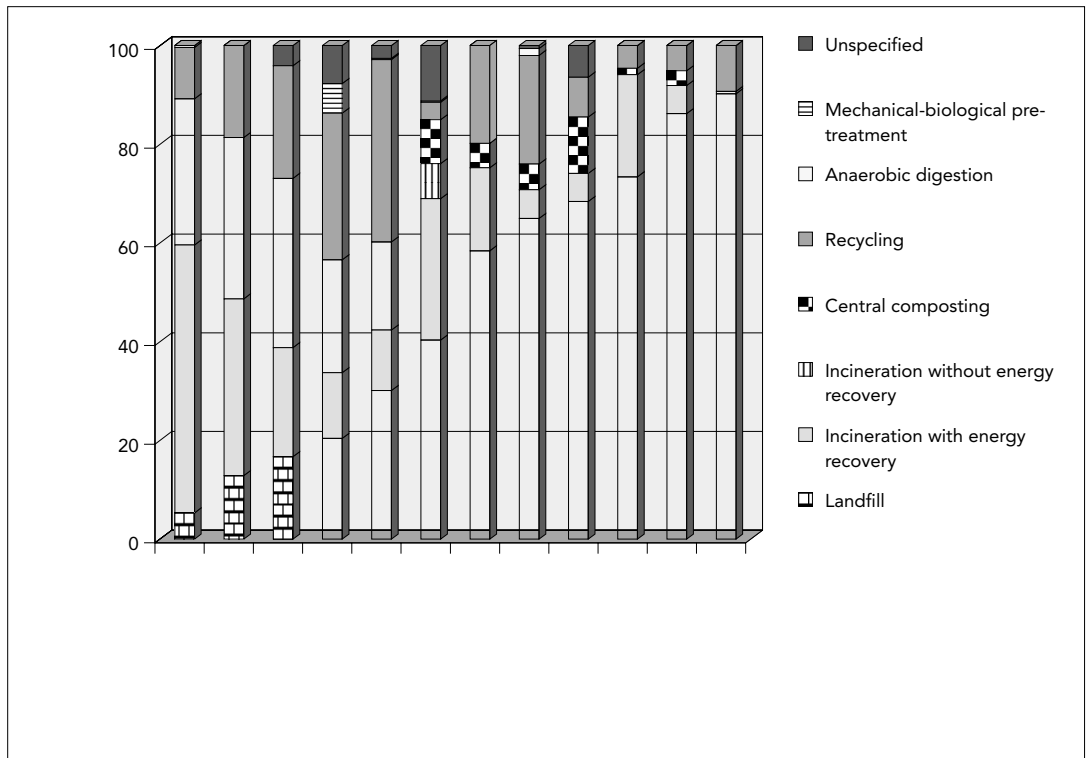 100
80
60
40
20
0
Unspecified
Mechanical-biological pre-
treatment
Anaerobic digestion
Recycling
Central composting
Incineration without energy
recovery
Incineration with energy
recovery
Landfill